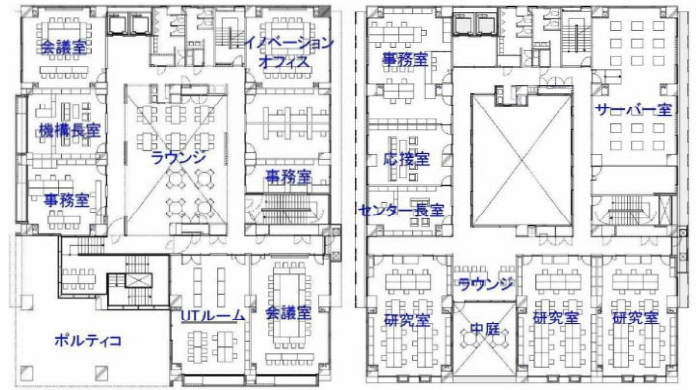 会議室
イノベーション
オフィス
機構長室
ラウンジ
事務室
事務室
UTルーム
会議室
ポルティコ
事務室
サーバー室
応接室
センター長室
ラウンジ
研究室
中庭
研究室
研究室